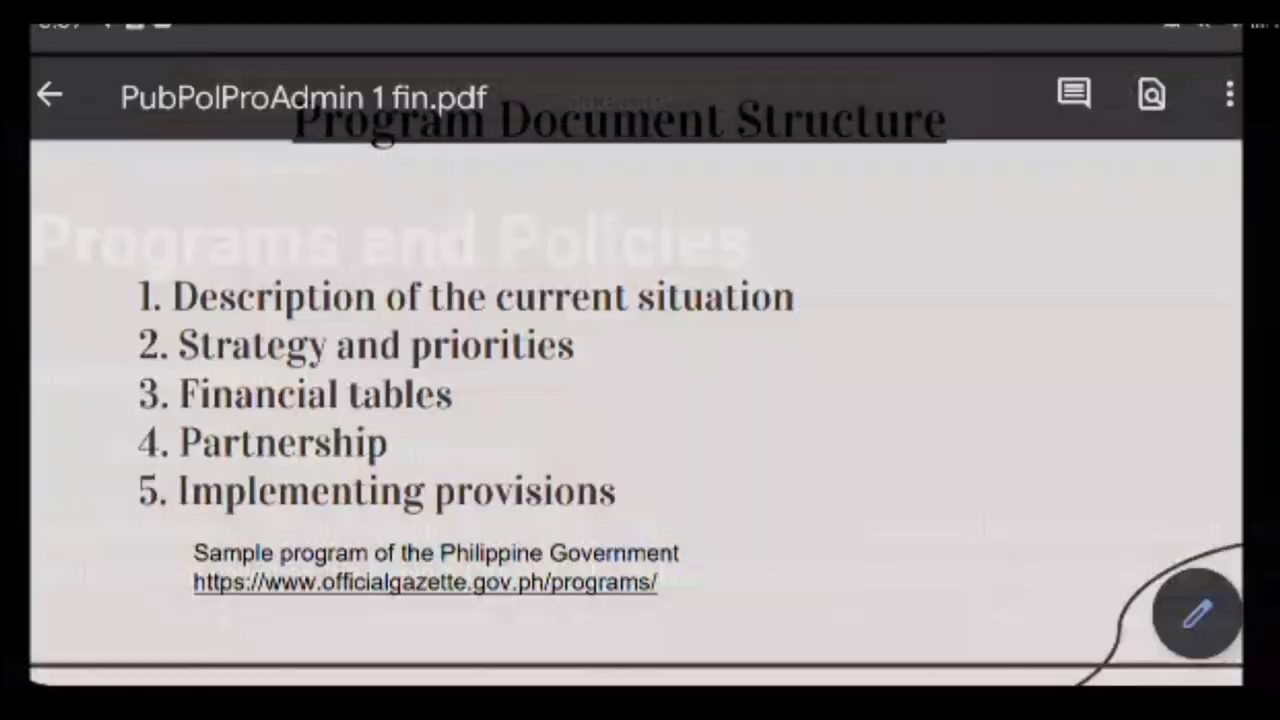 PubPolProAdmin 1 fin.pdf
Program Document Structure
Programs and Policies
1. Description of the current situation
2. Strategy and priorities
3. Financial tables
4. Partnership
5. Implementing provisions
Sample program of the Philippine Government
https://www.officialgazette.gov.ph/programs/